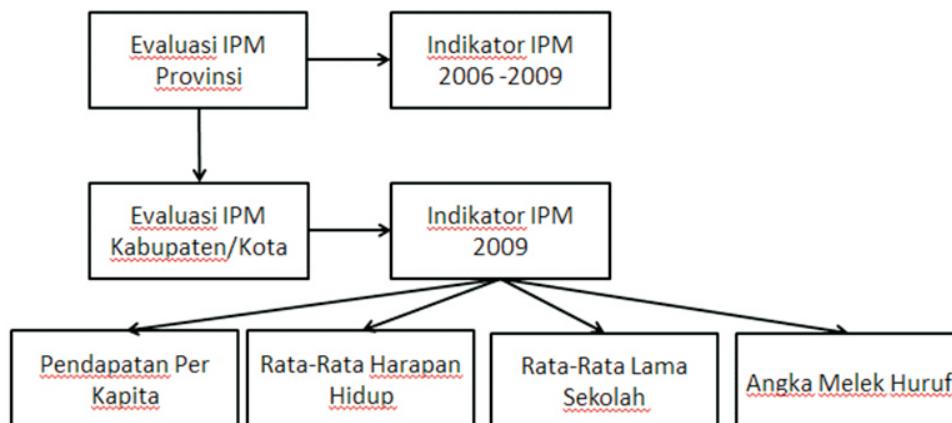 Evaluasi IPM
Provinsi
Indikator IPM
2006 -2009
Evaluasi IPM
Kabupaten/Kota
Indikator IPM
2009
Pendapatan Per
Kapita
Rata-Rata Harapan
Hidup
Rata-Rata Lama
Sekolah
Angka Melek Huruf